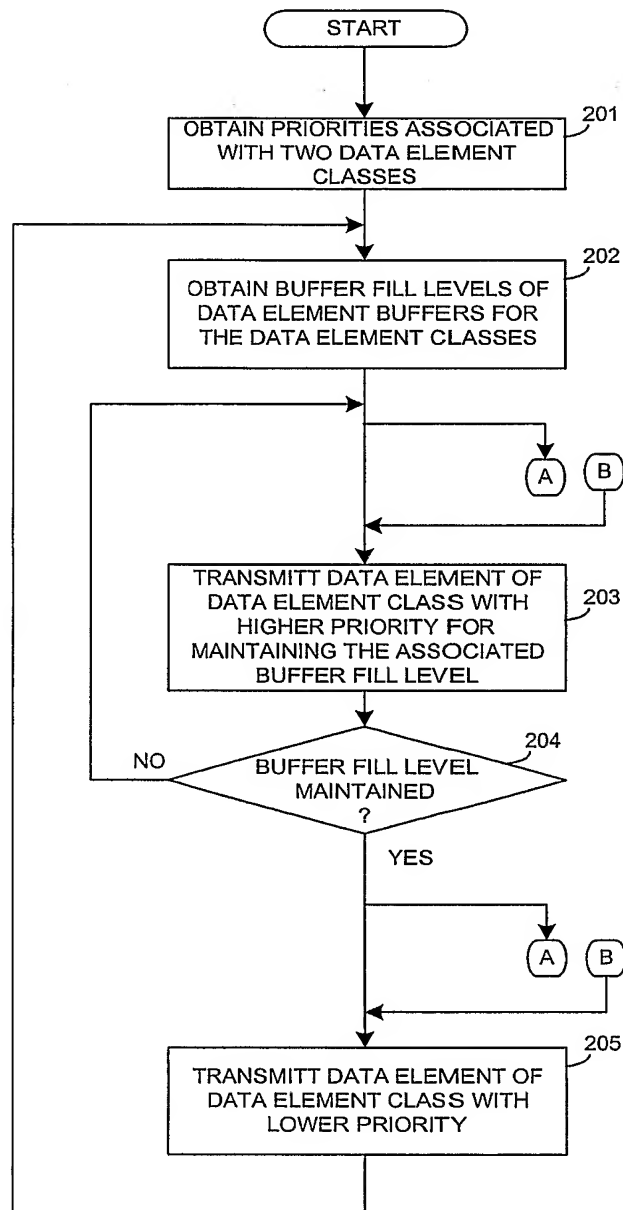 START
201
OBTAIN PRIORITIES ASSOCIATED
WITH TWO DATA ELEMENT
CLASSES
202
OBTAIN BUFFER FILL LEVELS OF
DATA ELEMENT BUFFERS FOR
THE DATA ELEMENT CLASSES
A
B
TRANSMITT DATA ELEMENT OF
DATA ELEMENT CLASS WITH
HIGHER PRIORITY FOR
MAINTAINING THE ASSOCIATED
BUFFER FILL LEVEL
203
204
NO
BUFFER FILL LEVEL
MAINTAINED
?
YES
A
B
205
TRANSMITT DATA ELEMENT OF
DATA ELEMENT CLASS WITH
LOWER PRIORITY